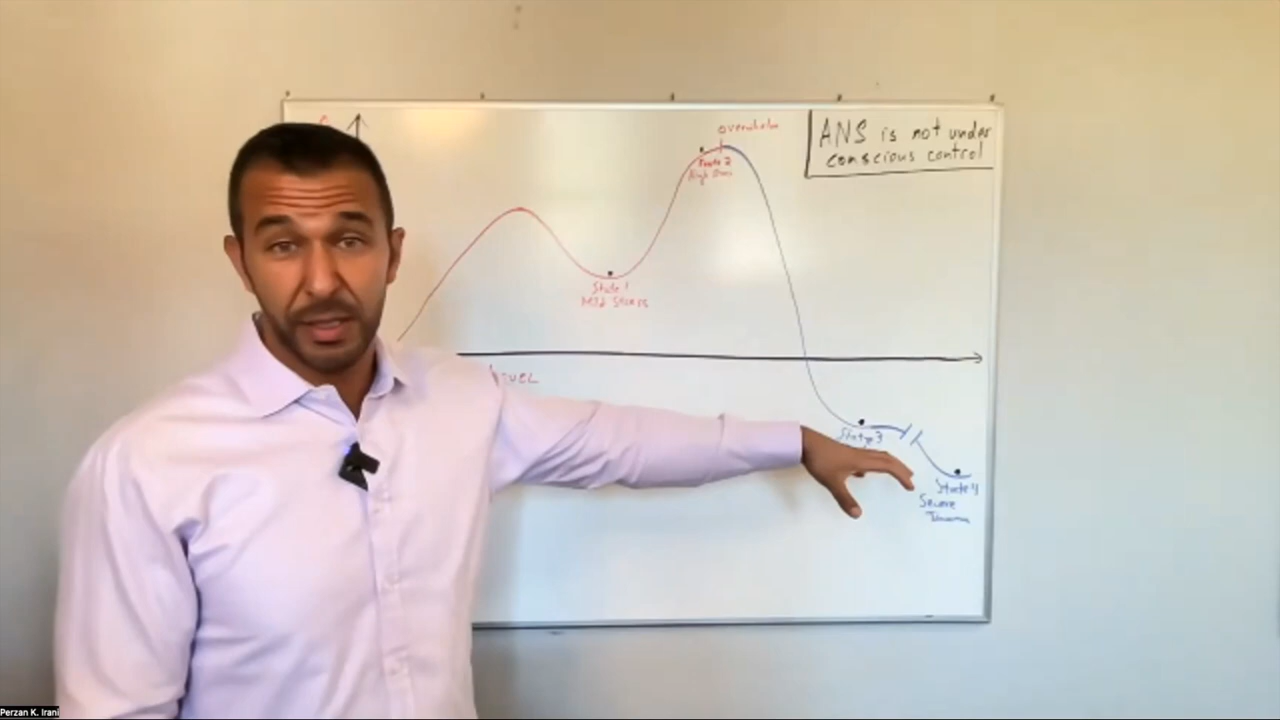 overwhelm
ANS is not under
conscious control
State 2
High Stress
State 1
Mild Stress
State 3
State 4
Severe
Trauma
Perzan K. Irani